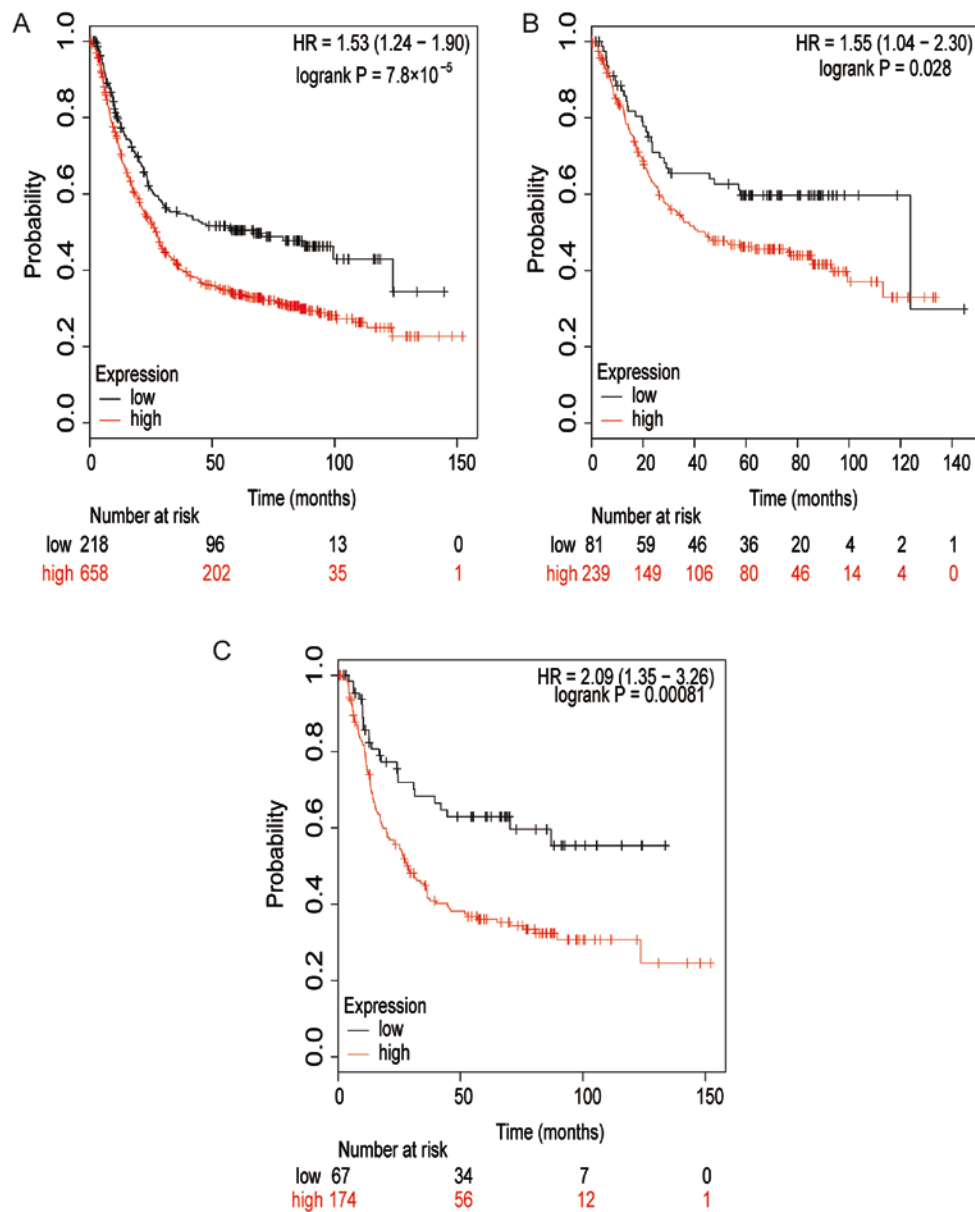 A
HR = 1.53 (1.24 – 1.90)
logrank P = 7.8×10⁻⁵
Probability
1.0
0.8
0.6
0.4
0.2
0.0
Expression
low
high
0 50 100 150
Time (months)
Number at risk
low 218 96 13 0
high 658 202 35 1
B
HR = 1.55 (1.04 – 2.30)
logrank P = 0.028
Probability
1.0
0.8
0.6
0.4
0.2
0.0
Expression
low
high
0 20 40 60 80 100 120 140
Time (months)
Number at risk
low 81 59 46 36 20 4 2 1
high 239 149 106 80 46 14 4 0
C
HR = 2.09 (1.35 – 3.26)
logrank P = 0.00081
Probability
1.0
0.8
0.6
0.4
0.2
0.0
Expression
low
high
0 50 100 150
Time (months)
Number at risk
low 67 34 7 0
high 174 56 12 1